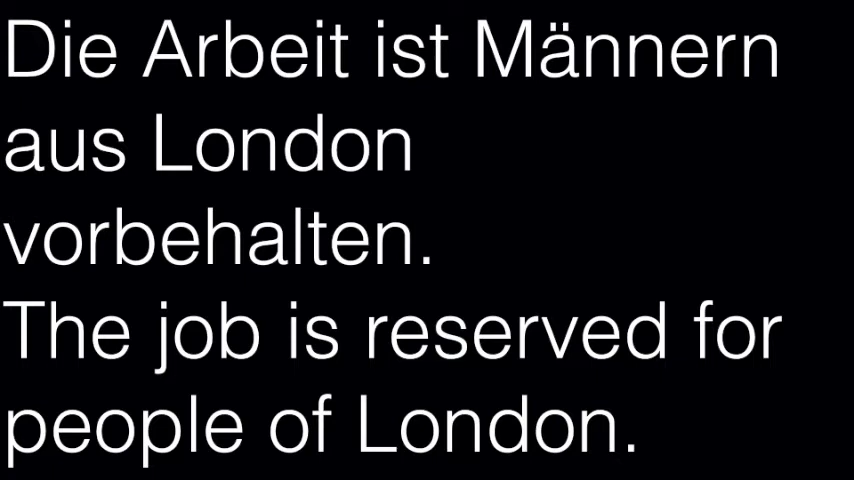 Die Arbeit ist Männern
aus London
vorbehalten.
The job is reserved for
people of London.